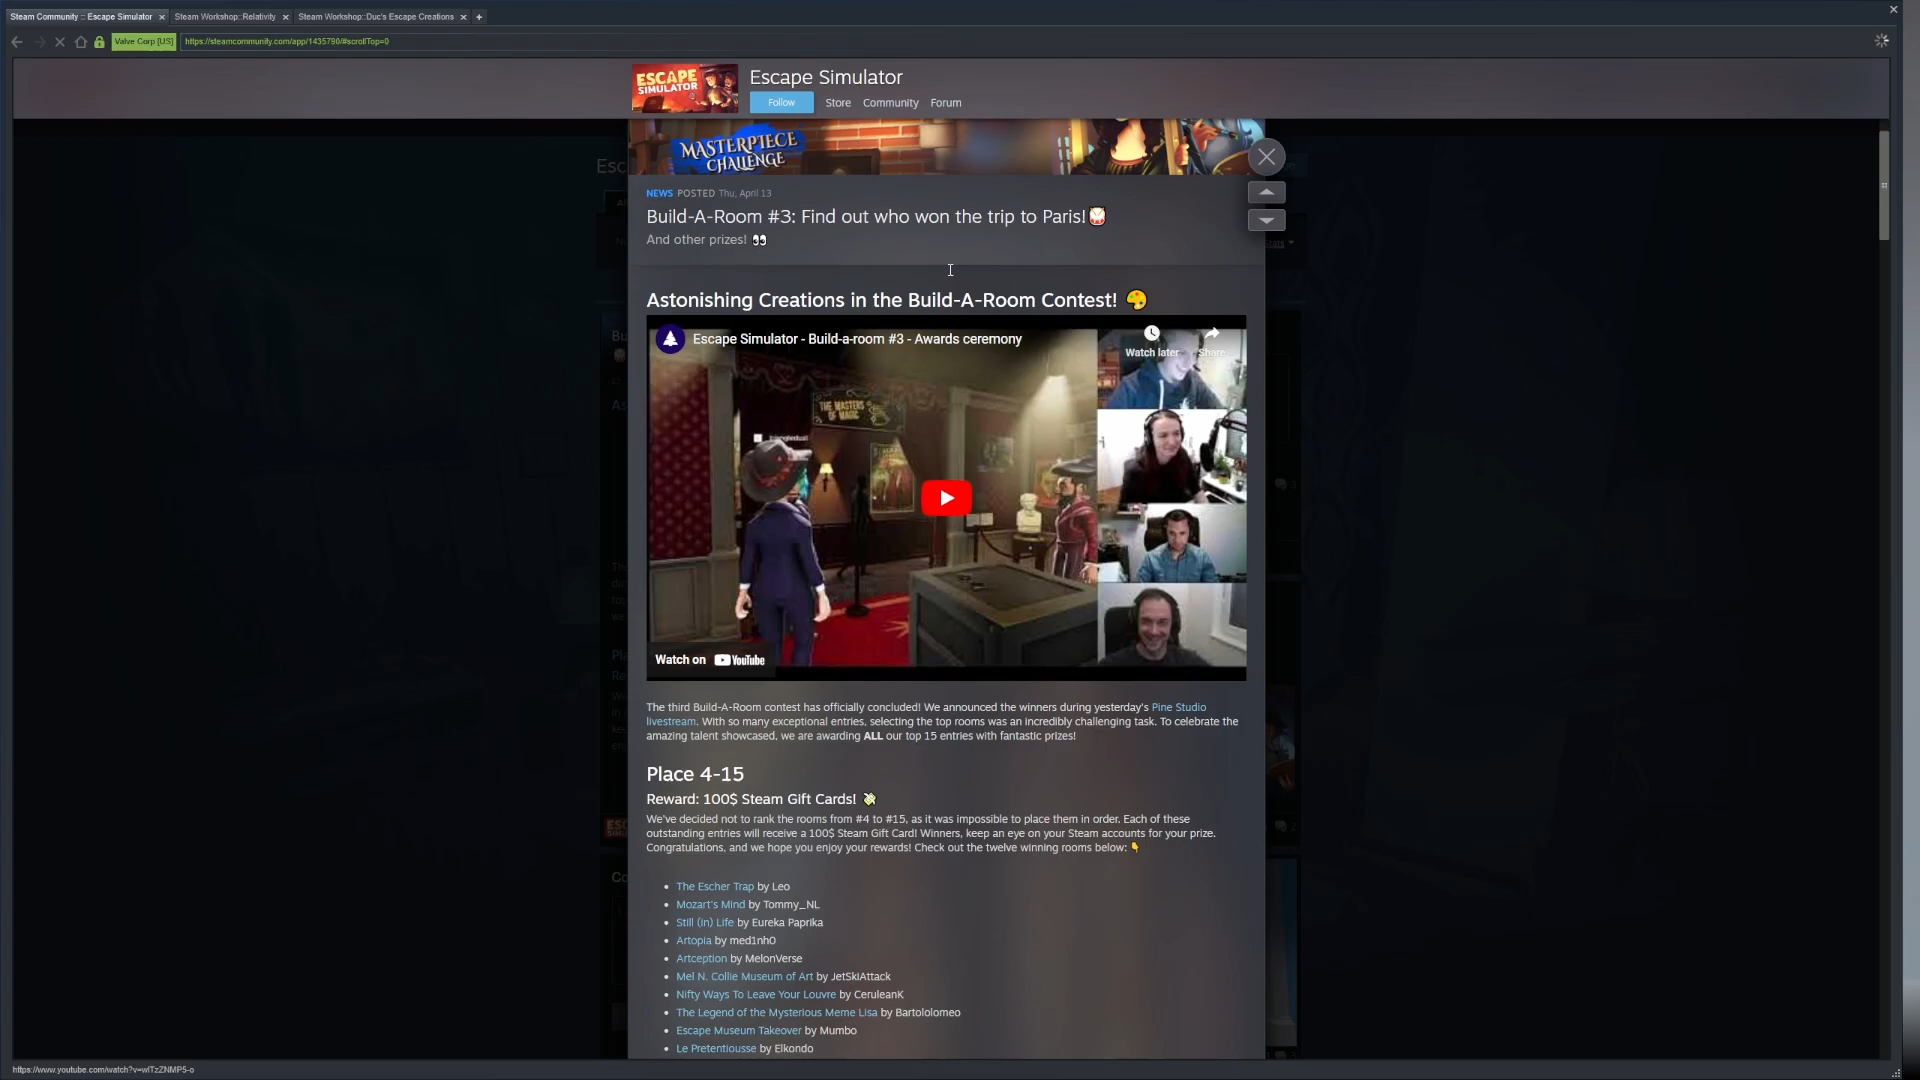 Steam Community :: Escape Simulator
Steam Workshop::Relativity
Steam Workshop::Duc's Escape Creations
Valve Corp [US]
https://steamcommunity.com/app/1435790/#scrollTop=0
ESCAPE
SIMULATOR
Escape Simulator
Follow
Store
Community
Forum
MASTERPIECE
CHALLENGE
NEWS POSTED Thu, April 13
Build-A-Room #3: Find out who won the trip to Paris!
And other prizes! 👀
Astonishing Creations in the Build-A-Room Contest! 🎨
Escape Simulator - Build-a-room #3 - Awards ceremony
Watch later
Share
THE MASTERS
OF MAGIC
Watch on YouTube
The third Build-A-Room contest has officially concluded! We announced the winners during yesterday's Pine Studio
livestream. With so many exceptional entries, selecting the top rooms was an incredibly challenging task. To celebrate the
amazing talent showcased, we are awarding ALL our top 15 entries with fantastic prizes!
Place 4-15
Reward: 100$ Steam Gift Cards! 💸
We've decided not to rank the rooms from #4 to #15, as it was impossible to place them in order. Each of these
outstanding entries will receive a 100$ Steam Gift Card! Winners, keep an eye on your Steam accounts for your prize.
Congratulations, and we hope you enjoy your rewards! Check out the twelve winning rooms below: 👇
• The Escher Trap by Leo
• Mozart's Mind by Tommy_NL
• Still (in) Life by Eureka Paprika
• Artopia by med1nh0
• Artception by MelonVerse
• Mel N. Collie Museum of Art by JetSkiAttack
• Nifty Ways To Leave Your Louvre by CeruleanK
• The Legend of the Mysterious Meme Lisa by Bartololomeo
• Escape Museum Takeover by Mumbo
• Le Pretentiousse by Elkondo